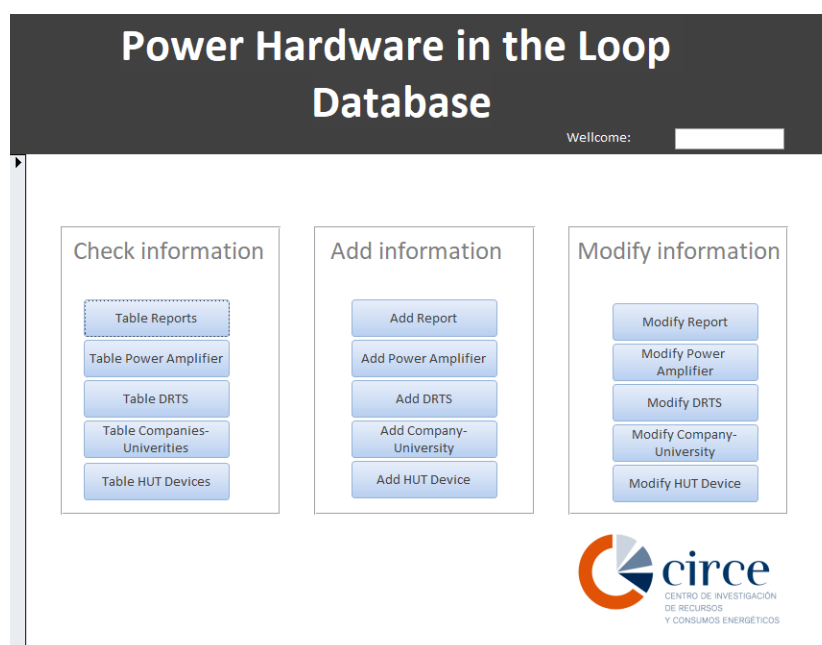 Power Hardware in the Loop
Database
Wellcome:
Check information
Table Reports
Table Power Amplifier
Table DRTS
Table Companies-
Univerities
Table HUT Devices
Add information
Add Report
Add Power Amplifier
Add DRTS
Add Company-
University
Add HUT Device
Modify information
Modify Report
Modify Power
Amplifier
Modify DRTS
Modify Company-
University
Modify HUT Device
circe
CENTRO DE INVESTIGACIÓN
DE RECURSOS
Y CONSUMOS ENERGÉTICOS